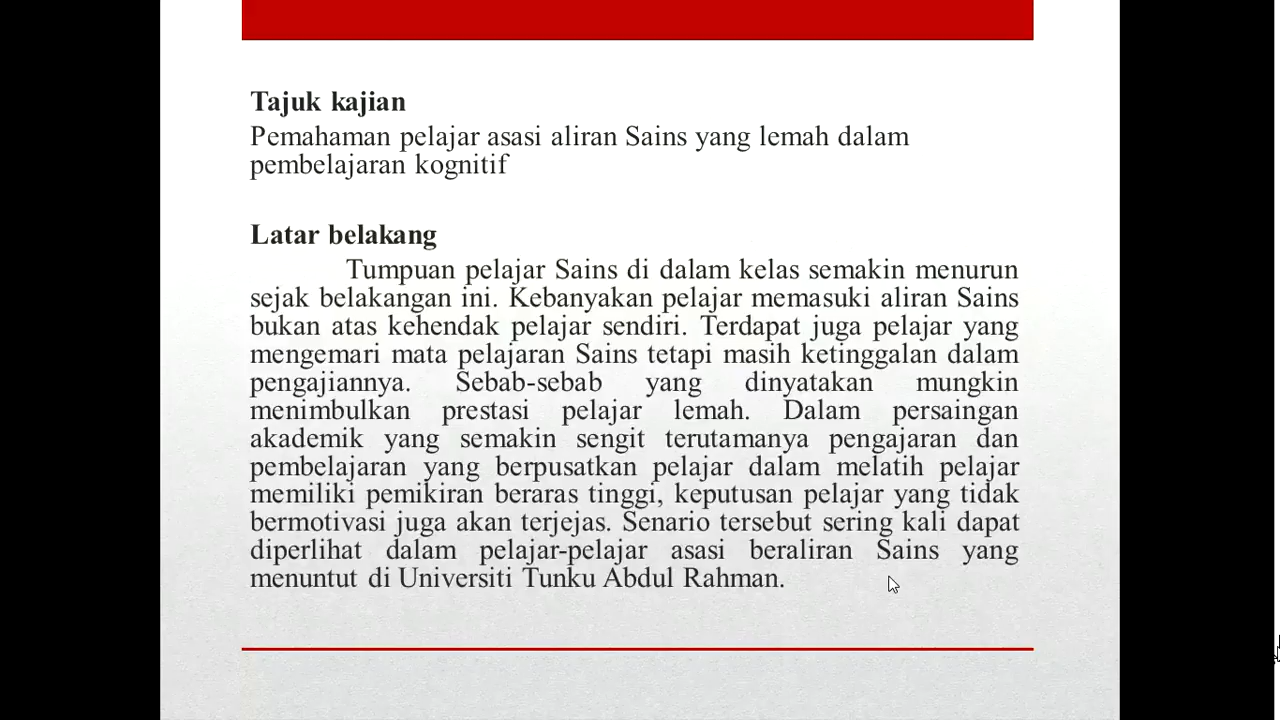 Tajuk kajian
Pemahaman pelajar asasi aliran Sains yang lemah dalam
pembelajaran kognitif
Latar belakang
Tumpuan pelajar Sains di dalam kelas semakin menurun
sejak belakangan ini. Kebanyakan pelajar memasuki aliran Sains
bukan atas kehendak pelajar sendiri. Terdapat juga pelajar yang
mengemari mata pelajaran Sains tetapi masih ketinggalan dalam
pengajiannya. Sebab-sebab yang dinyatakan mungkin
menimbulkan prestasi pelajar lemah. Dalam persaingan
akademik yang semakin sengit terutamanya pengajaran dan
pembelajaran yang berpusatkan pelajar dalam melatih pelajar
memiliki pemikiran beraras tinggi, keputusan pelajar yang tidak
bermotivasi juga akan terjejas. Senario tersebut sering kali dapat
diperlihat dalam pelajar-pelajar asasi beraliran Sains yang
menuntut di Universiti Tunku Abdul Rahman.